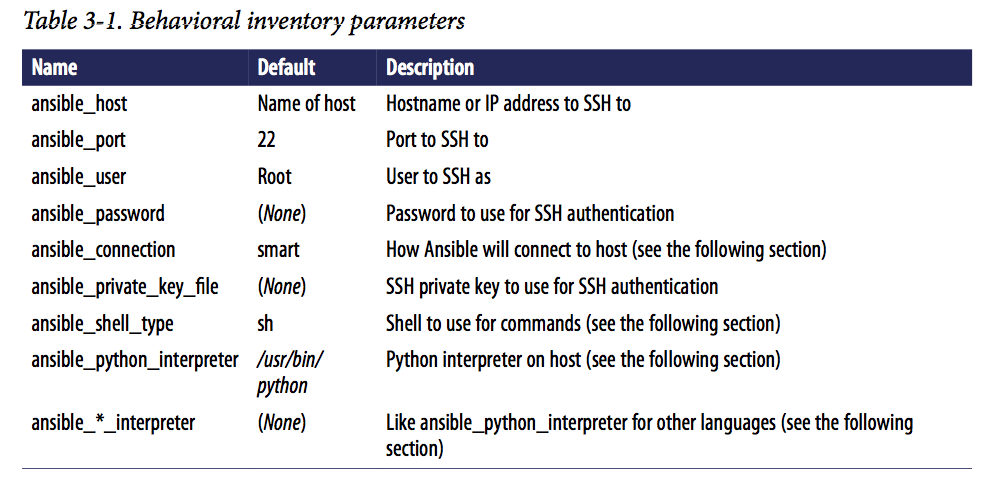 Table 3-1. Behavioral inventory parameters
Name Default Description
ansible_host Name of host Hostname or IP address to SSH to
ansible_port 22 Port to SSH to
ansible_user Root User to SSH as
ansible_password (None) Password to use for SSH authentication
ansible_connection smart How Ansible will connect to host (see the following section)
ansible_private_key_file (None) SSH private key to use for SSH authentication
ansible_shell_type sh Shell to use for commands (see the following section)
ansible_python_interpreter /usr/bin/ Python interpreter on host (see the following section)
python
ansible_*_interpreter (None) Like ansible_python_interpreter for other languages (see the following
section)